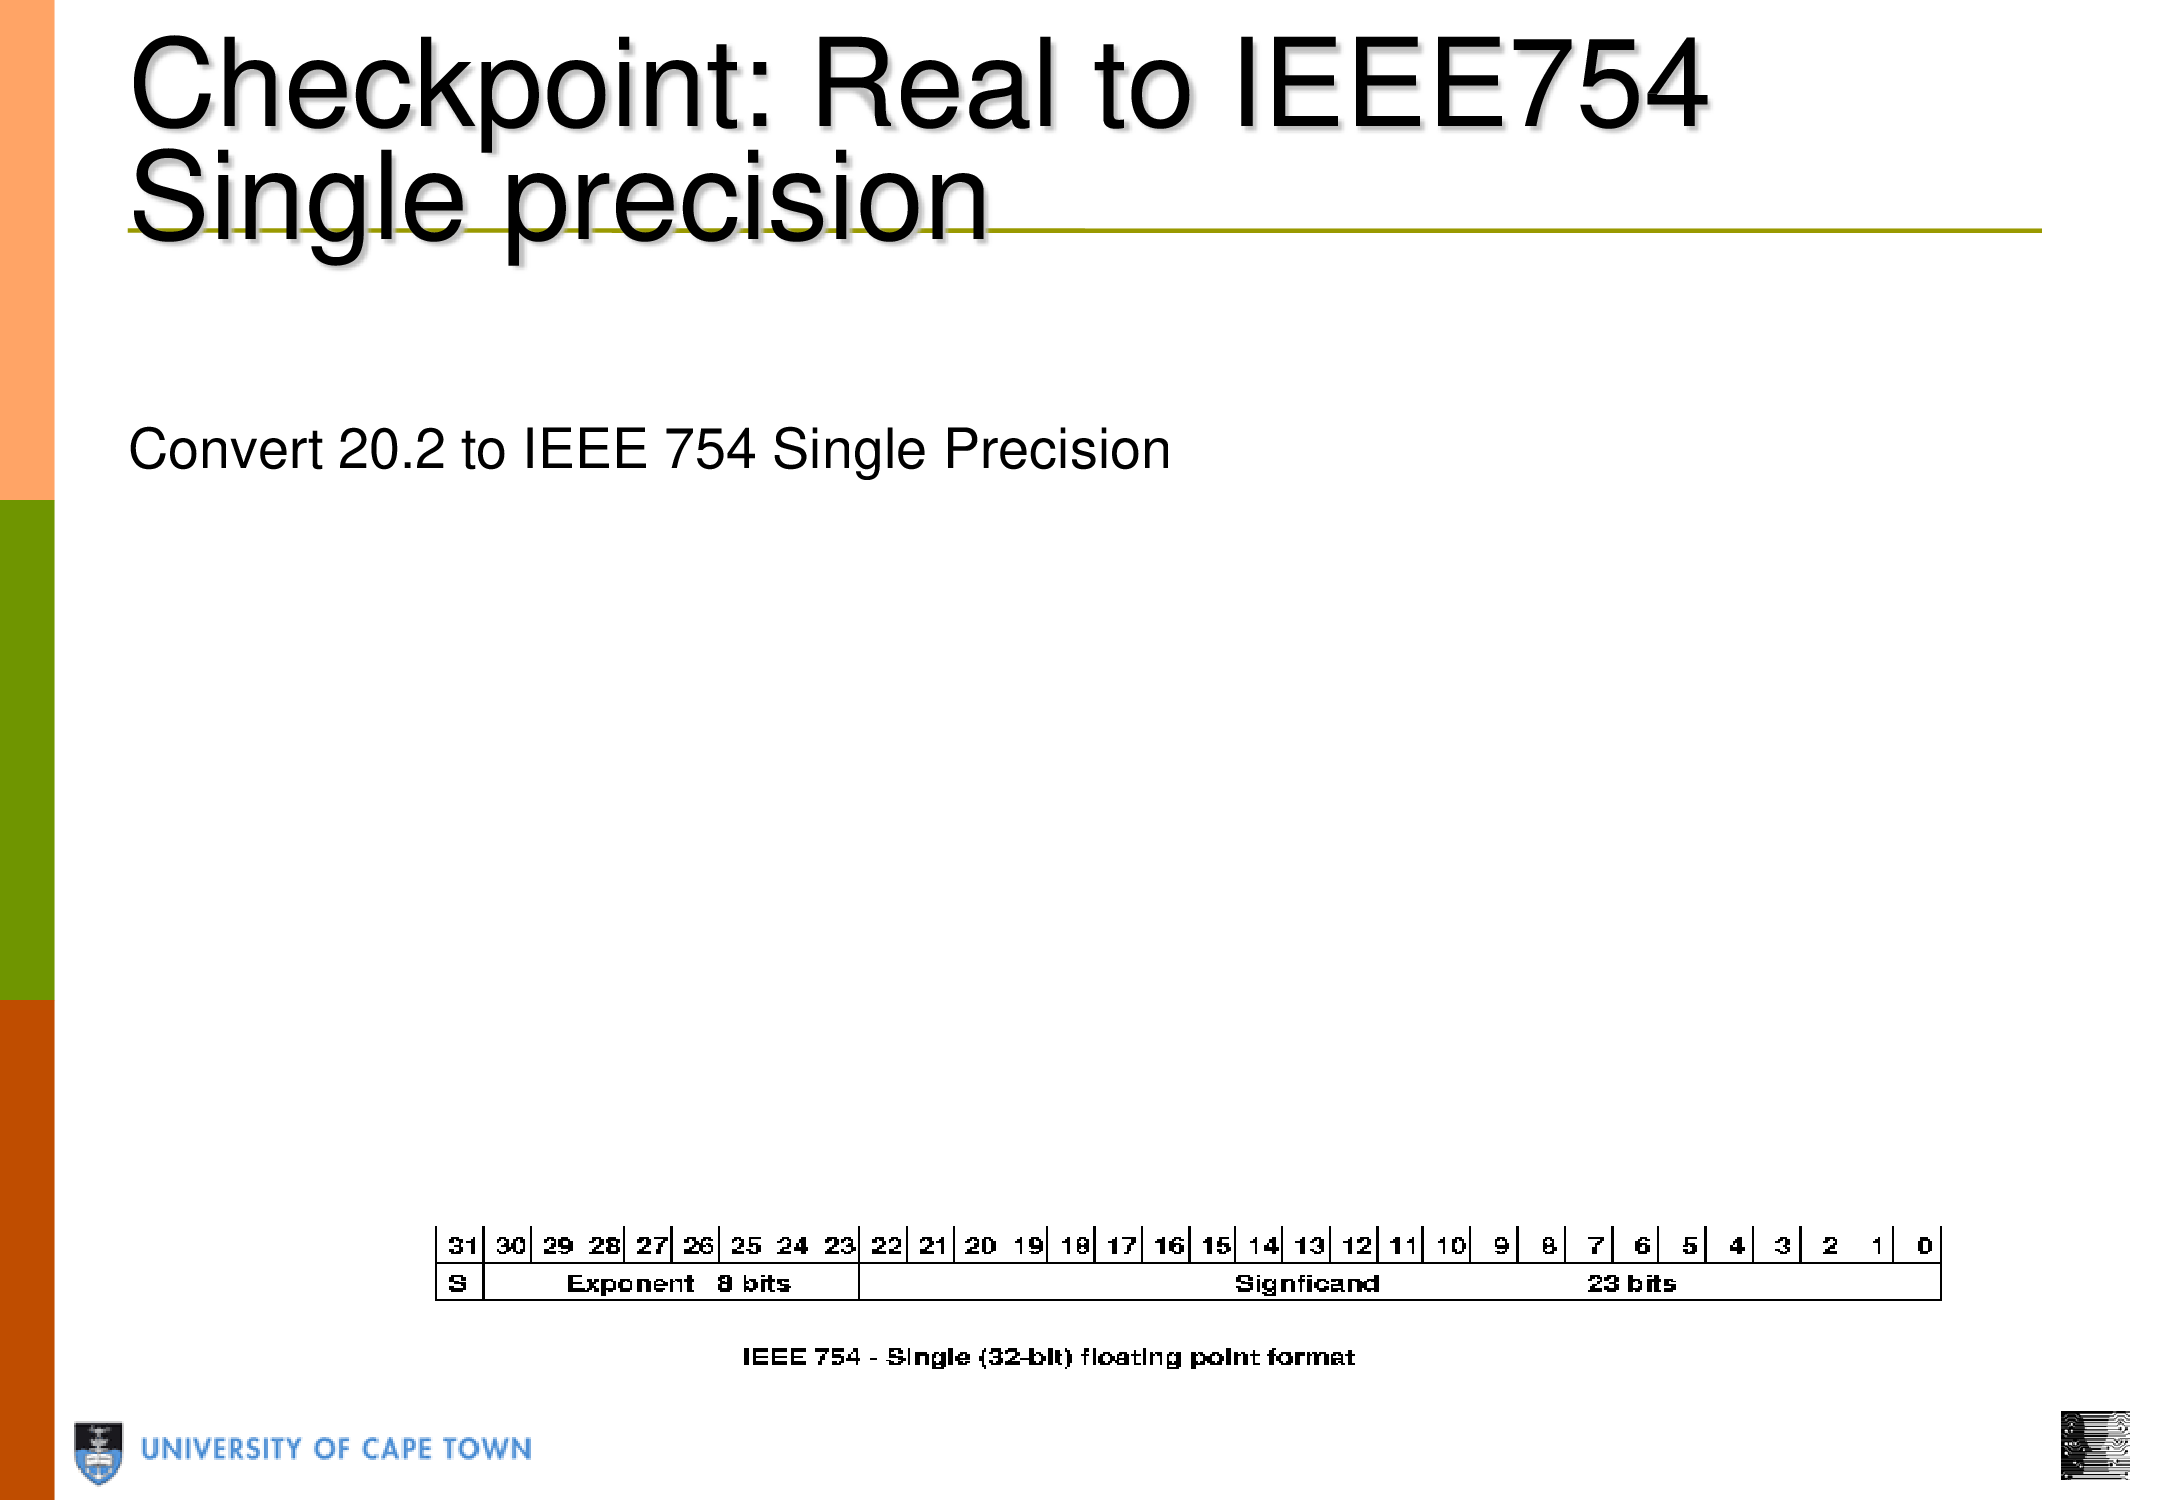 Checkpoint: Real to IEEE754
Single precision
Convert 20.2 to IEEE 754 Single Precision
31 30 29 28 27 26 25 24 23 22 21 20 19 18 17 16 15 14 13 12 11 10 9 8 7 6 5 4 3 2 1 0
S Exponent 8 bits Signficand 23 bits
IEEE 754 - Single (32-bit) floating point format
UNIVERSITY OF CAPE TOWN